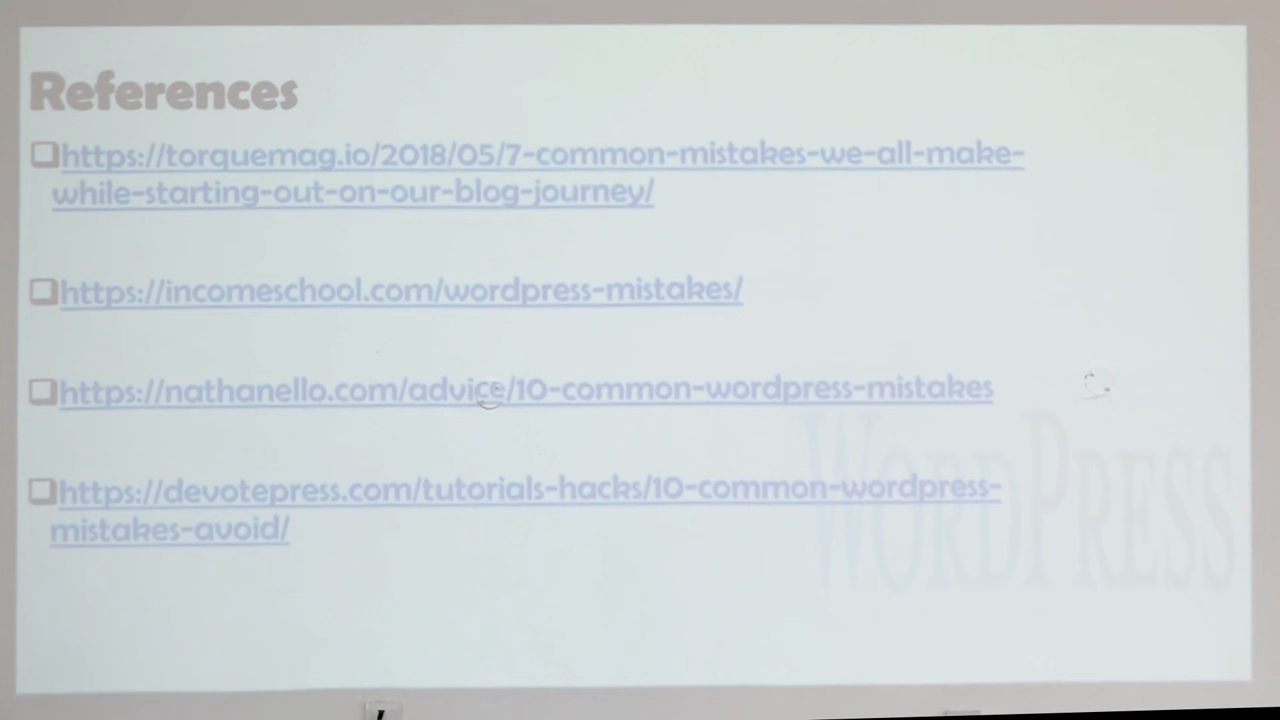 References
https://torquemag.io/2018/05/7-common-mistakes-we-all-make-
while-starting-out-on-our-blog-journey/
https://incomeschool.com/wordpress-mistakes/
https://nathanello.com/advice/10-common-wordpress-mistakes
https://devotepress.com/tutorials-hacks/10-common-wordpress-
mistakes-avoid/
WORDPRESS